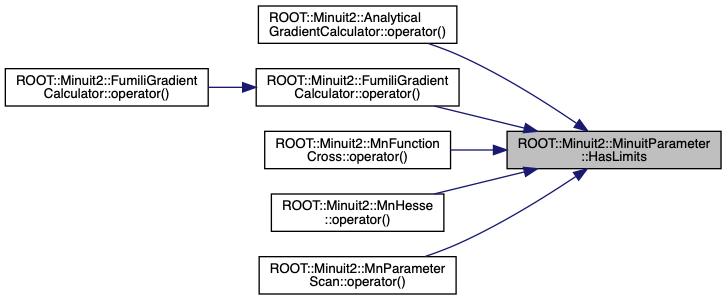 ROOT::Minuit2::Analytical
GradientCalculator::operator()
ROOT::Minuit2::FumiliGradient
Calculator::operator()
ROOT::Minuit2::FumiliGradient
Calculator::operator()
ROOT::Minuit2::MnFunction
Cross::operator()
ROOT::Minuit2::MinuitParameter
::HasLimits
ROOT::Minuit2::MnHesse
::operator()
ROOT::Minuit2::MnParameter
Scan::operator()